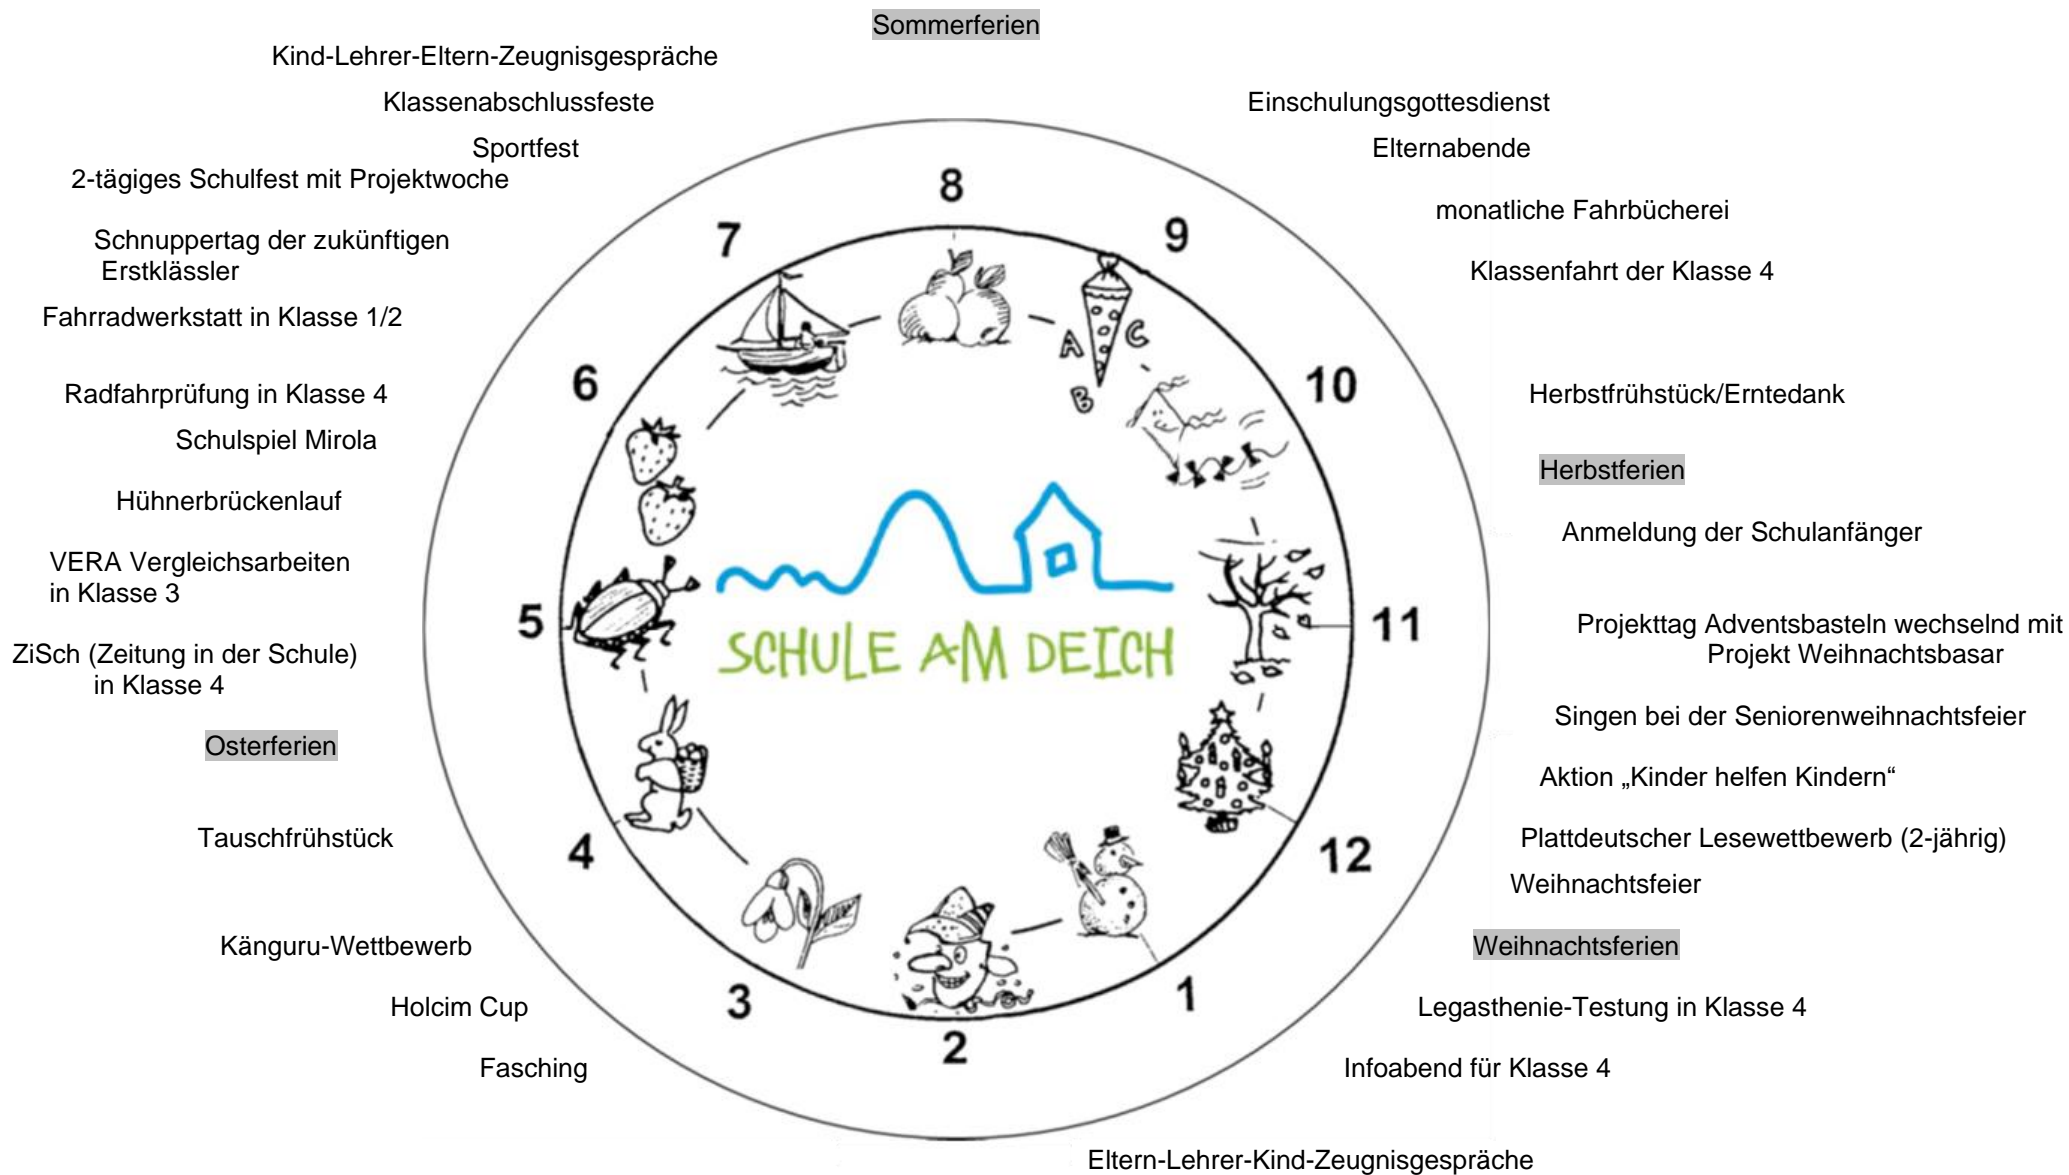 Sommerferien
Kind-Lehrer-Eltern-Zeugnisgespräche
Klassenabschlussfeste
Sportfest
2-tägiges Schulfest mit Projektwoche
Schnuppertag der zukünftigen
Erstklässler
Fahrradwerkstatt in Klasse 1/2
Radfahrprüfung in Klasse 4
Schulspiel Mirola
Hühnerbrückenlauf
VERA Vergleichsarbeiten
in Klasse 3
ZiSch (Zeitung in der Schule)
in Klasse 4
Osterferien
Tauschfrühstück
Känguru-Wettbewerb
Holcim Cup
Fasching
8
9
10
11
12
1
2
3
4
5
6
7
A
B
C
SCHULE AM DEICH
Einschulungsgottesdienst
Elternabende
monatliche Fahrbücherei
Klassenfahrt der Klasse 4
Herbstfrühstück/Erntedank
Herbstferien
Anmeldung der Schulanfänger
Projekttag Adventsbasteln wechselnd mit
Projekt Weihnachtsbasar
Singen bei der Seniorenweihnachtsfeier
Aktion „Kinder helfen Kindern“
Plattdeutscher Lesewettbewerb (2-jährig)
Weihnachtsfeier
Weihnachtsferien
Legasthenie-Testung in Klasse 4
Infoabend für Klasse 4
Eltern-Lehrer-Kind-Zeugnisgespräche